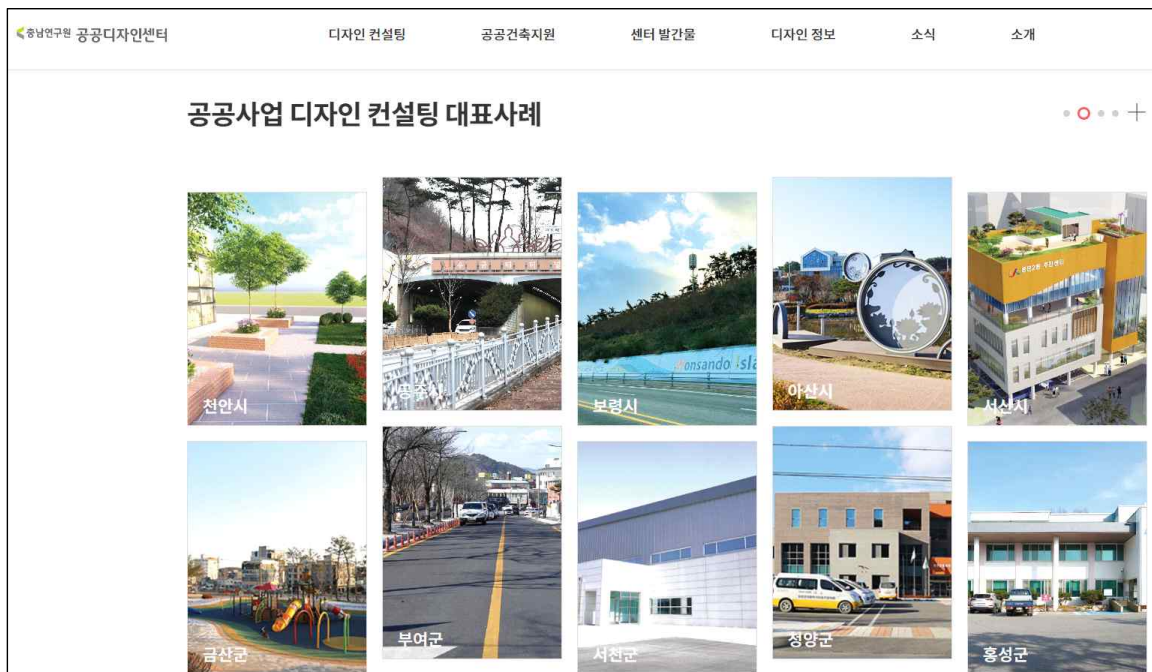 충남연구원 공공디자인센터
디자인 컨설팅
공공건축지원
센터 발간물
디자인 정보
소식
소개
공공사업 디자인 컨설팅 대표사례
천안시
공주시
보령시
Wonsando Isla
아산시
서산시
금산군
부여군
서천군
청양군
홍성군